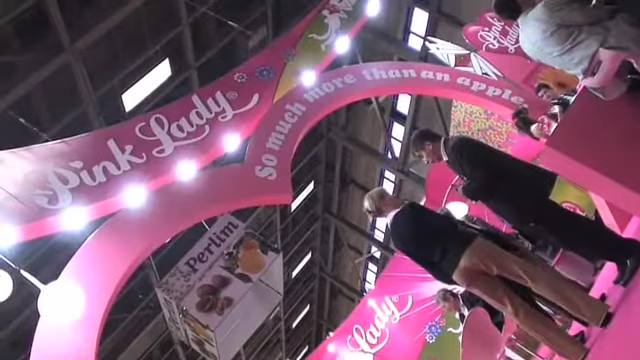 Pink Lady
So much more than an apple.
Perlim
Lady
Pink Lady